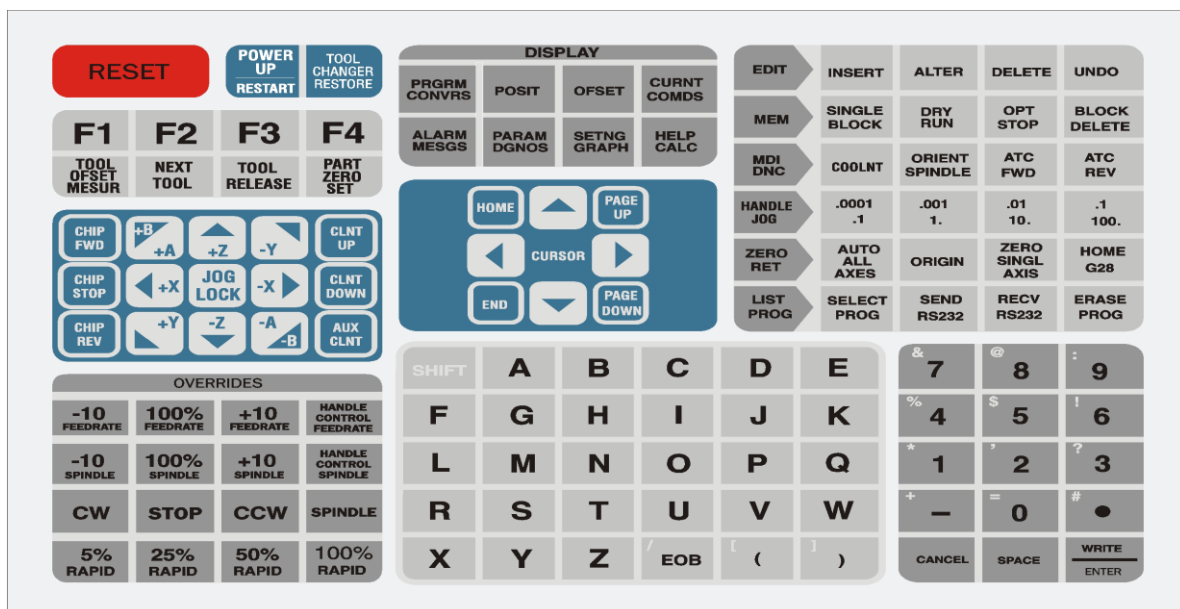 RESET
POWER
UP
RESTART
TOOL
CHANGER
RESTORE
F1 F2 F3 F4
TOOL
OFSET
MESUR
NEXT
TOOL
TOOL
RELEASE
PART
ZERO
SET
CHIP
FWD
+B
+A
+Z
-Y
CLNT
UP
CHIP
STOP
+X
JOG
LOCK
-X
CLNT
DOWN
CHIP
REV
+Y
-Z
-A
-B
AUX
CLNT
OVERRIDES
-10
FEEDRATE
100%
FEEDRATE
+10
FEEDRATE
HANDLE
CONTROL
FEEDRATE
-10
SPINDLE
100%
SPINDLE
+10
SPINDLE
HANDLE
CONTROL
SPINDLE
CW STOP CCW SPINDLE
5%
RAPID
25%
RAPID
50%
RAPID
100%
RAPID
DISPLAY
PRGRM
CONVRS
POSIT
OFSET
CURNT
COMDS
ALARM
MESGS
PARAM
DGNOS
SETNG
GRAPH
HELP
CALC
HOME
PAGE
UP
CURSOR
END
PAGE
DOWN
SHIFT A B C D E
F G H I J K
L M N O P Q
R S T U V W
X Y Z / EOB [ ( ] )
EDIT INSERT ALTER DELETE UNDO
MEM
SINGLE
BLOCK
DRY
RUN
OPT
STOP
BLOCK
DELETE
MDI
DNC
COOLNT
ORIENT
SPINDLE
ATC
FWD
ATC
REV
HANDLE
JOG
.0001
.1
.001
1.
.01
10.
.1
100.
ZERO
RET
AUTO
ALL
AXES
ORIGIN
ZERO
SINGL
AXIS
HOME
G28
LIST
PROG
SELECT
PROG
SEND
RS232
RECV
RS232
ERASE
PROG
& 7 @ 8 : 9
% 4 $ 5 ! 6
* 1 , 2 ? 3
+ – = 0 # •
CANCEL SPACE
WRITE
ENTER